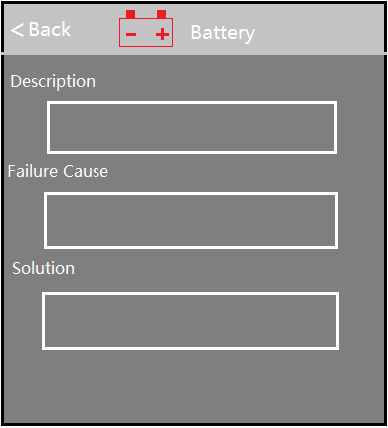 < Back
Battery
Description
Failure Cause
Solution